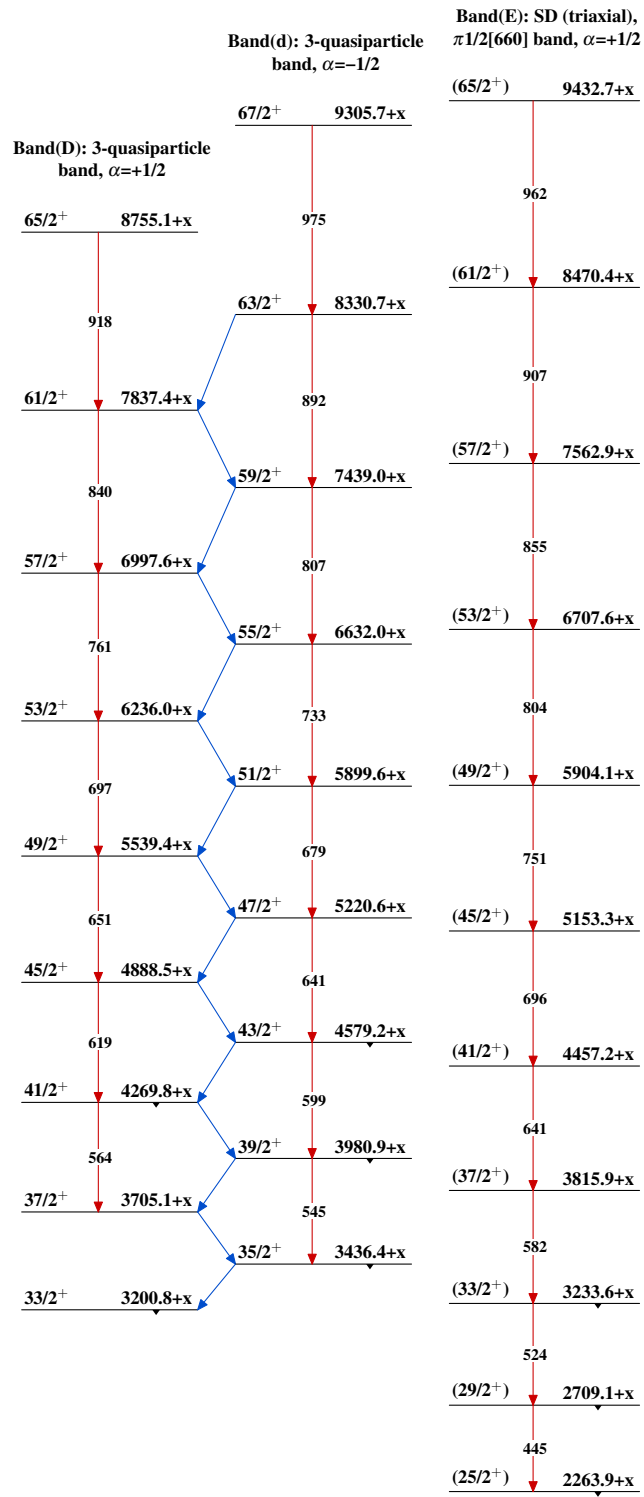 Band(D): 3-quasiparticle
band, α=+1/2
65/2⁺ 8755.1+x
918
61/2⁺ 7837.4+x
840
57/2⁺ 6997.6+x
761
53/2⁺ 6236.0+x
697
49/2⁺ 5539.4+x
651
45/2⁺ 4888.5+x
619
41/2⁺ 4269.8+x
564
37/2⁺ 3705.1+x
33/2⁺ 3200.8+x
Band(d): 3-quasiparticle
band, α=−1/2
67/2⁺ 9305.7+x
975
63/2⁺ 8330.7+x
892
59/2⁺ 7439.0+x
807
55/2⁺ 6632.0+x
733
51/2⁺ 5899.6+x
679
47/2⁺ 5220.6+x
641
43/2⁺ 4579.2+x
599
39/2⁺ 3980.9+x
545
35/2⁺ 3436.4+x
Band(E): SD (triaxial),
π1/2[660] band, α=+1/2
(65/2⁺) 9432.7+x
962
(61/2⁺) 8470.4+x
907
(57/2⁺) 7562.9+x
855
(53/2⁺) 6707.6+x
804
(49/2⁺) 5904.1+x
751
(45/2⁺) 5153.3+x
696
(41/2⁺) 4457.2+x
641
(37/2⁺) 3815.9+x
582
(33/2⁺) 3233.6+x
524
(29/2⁺) 2709.1+x
445
(25/2⁺) 2263.9+x